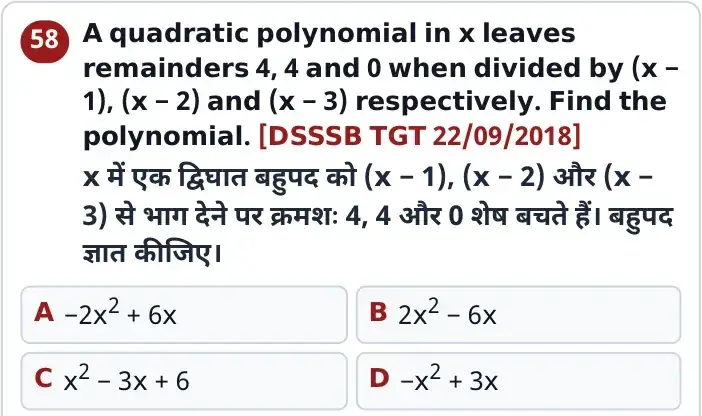 58 A quadratic polynomial in x leaves
remainders 4, 4 and 0 when divided by (x –
1), (x – 2) and (x – 3) respectively. Find the
polynomial. [DSSSB TGT 22/09/2018]
x में एक द्विघात बहुपद को (x – 1), (x – 2) और (x –
3) से भाग देने पर क्रमशः 4, 4 और 0 शेष बचते हैं। बहुपद
ज्ञात कीजिए।
A –2x² + 6x B 2x² – 6x
C x² – 3x + 6 D –x² + 3x